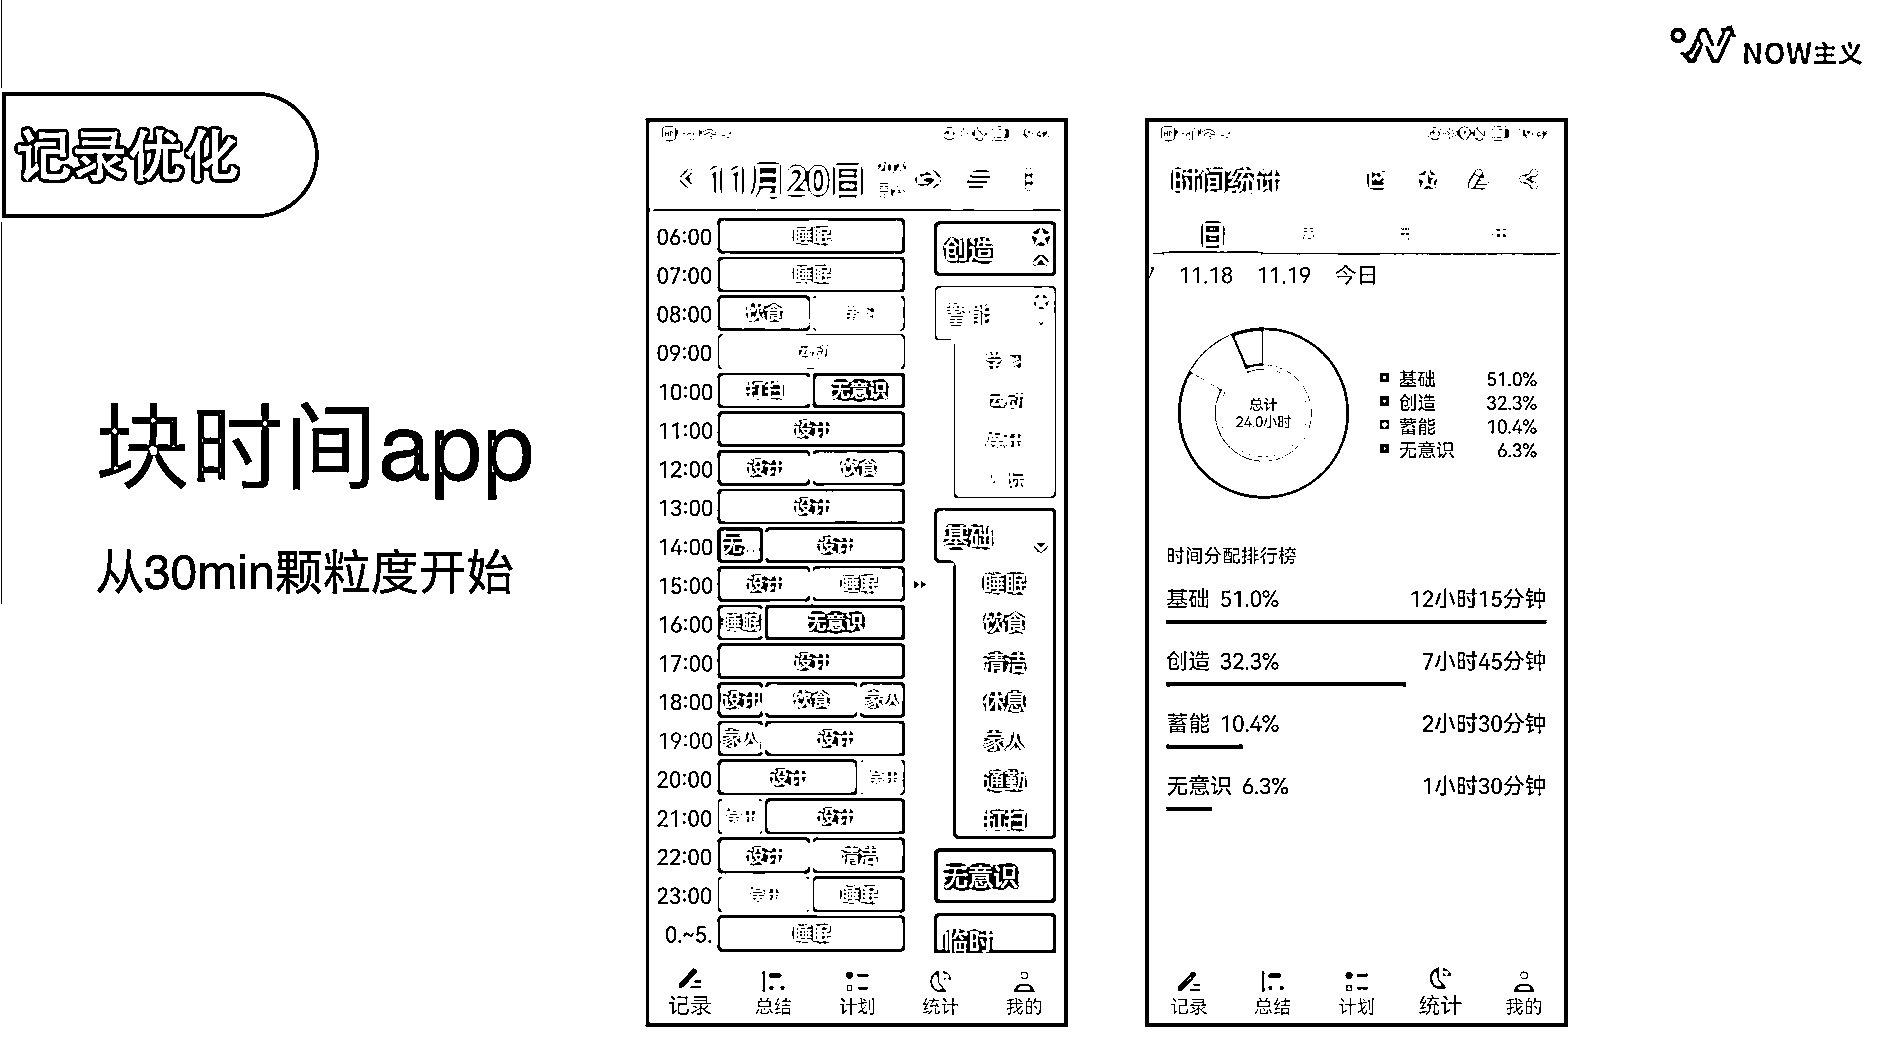 NOW主义
记录优化
块时间app
从30min颗粒度开始
11月20日
06:00 睡眠
07:00 睡眠
08:00 饮食
09:00
10:00 打扫 无意识
11:00 设计
12:00 设计 饮食
13:00 设计
14:00 无... 设计
15:00 设计 睡眠
16:00 睡眠 无意识
17:00 设计
18:00 设计 饮食 家人
19:00 家人 设计
20:00 设计
21:00 设计
22:00 设计 清洁
23:00 睡眠
0.~5. 睡眠
创造
蓄能
基础
睡眠
饮食
清洁
休息
家人
通勤
打扫
无意识
临时
记录 总结 计划 统计 我的
时间统计
日
11.18 11.19 今日
总计
24.0小时
基础 51.0%
创造 32.3%
蓄能 10.4%
无意识 6.3%
时间分配排行榜
基础 51.0% 12小时15分钟
创造 32.3% 7小时45分钟
蓄能 10.4% 2小时30分钟
无意识 6.3% 1小时30分钟
记录 总结 计划 统计 我的